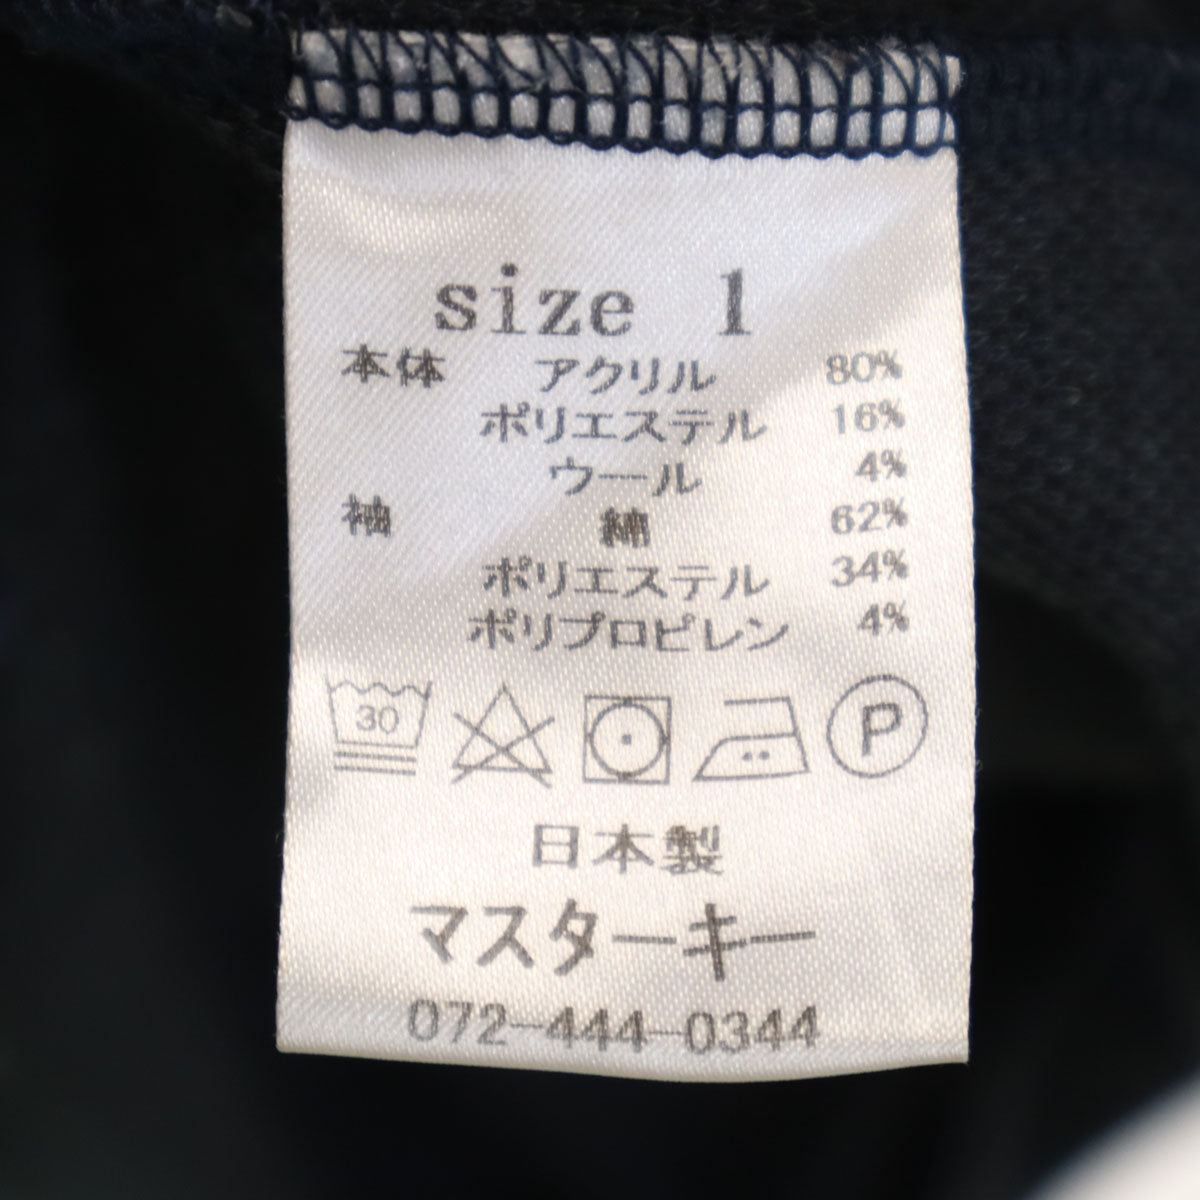 size 1
本体 アクリル 80%
ポリエステル 16%
ウール 4%
袖 綿 62%
ポリエステル 34%
ポリプロピレン 4%
30 P
日本製
マスターキー
072-444-0344